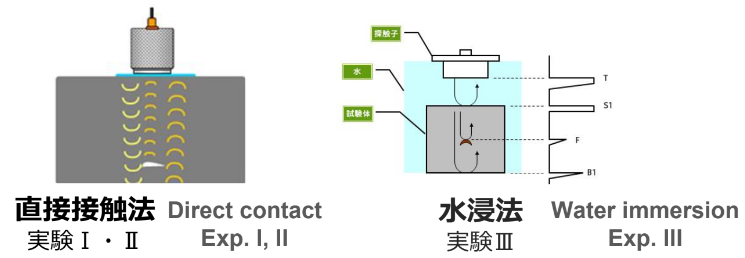 探触子
水
試験体
T
S1
F
B1
直接接触法 Direct contact
実験Ⅰ・Ⅱ Exp. I, II
水浸法 Water immersion
実験Ⅲ Exp. III